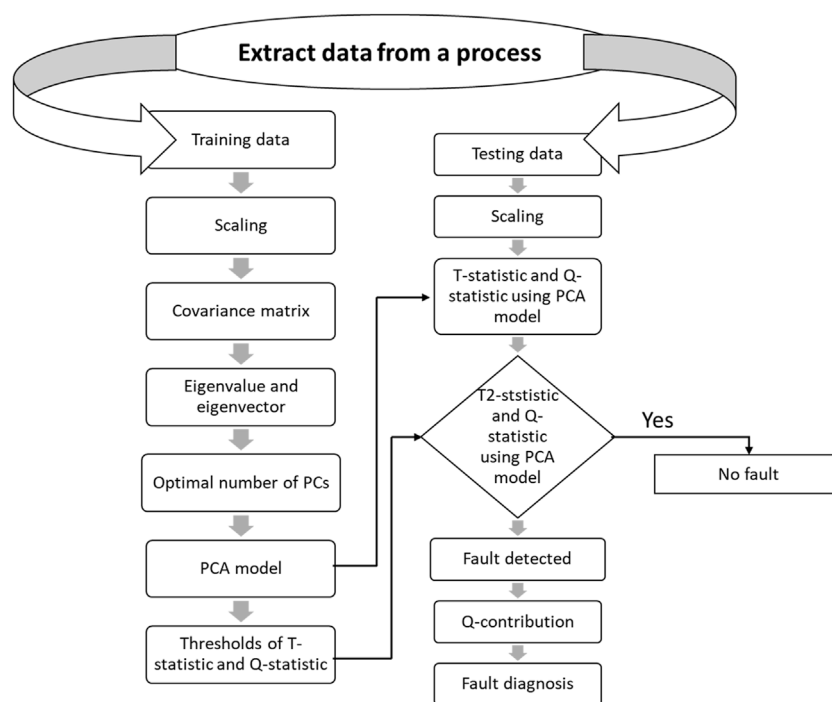 Extract data from a process
Training data
Scaling
Covariance matrix
Eigenvalue and
eigenvector
Optimal number of PCs
PCA model
Thresholds of T-
statistic and Q-statistic
Testing data
Scaling
T-statistic and Q-
statistic using PCA
model
T2-ststistic
and Q-
statistic
using PCA
model
Yes
No fault
Fault detected
Q-contribution
Fault diagnosis